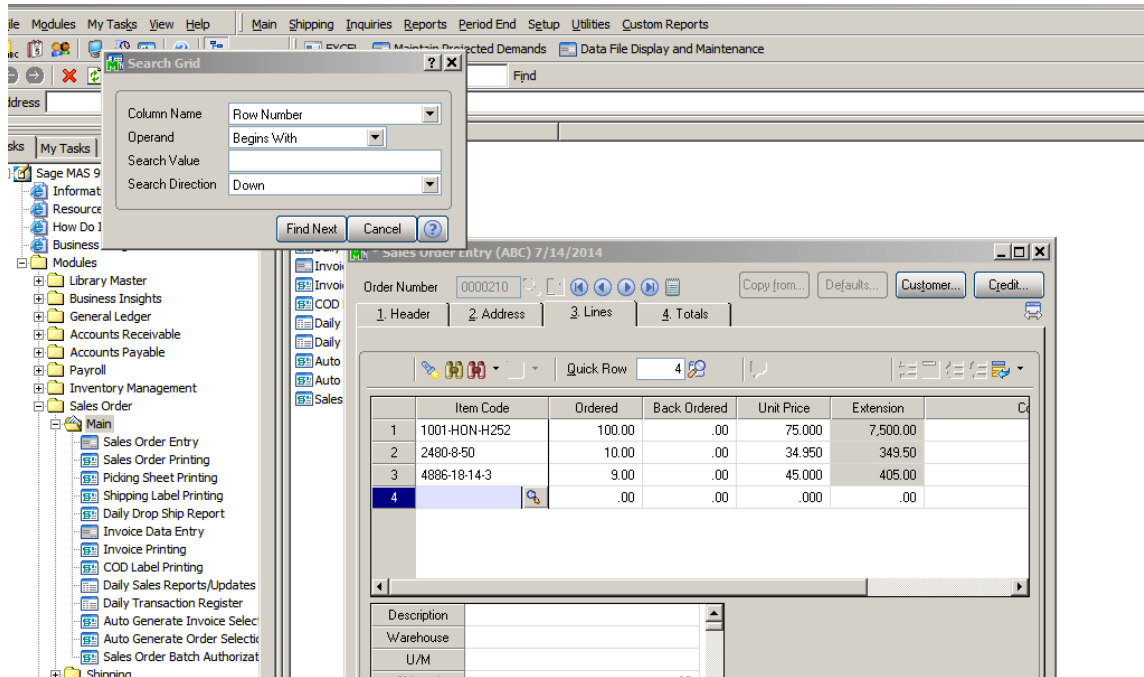 ile Modules My Tasks View Help Main Shipping Inquiries Reports Period End Setup Utilities Custom Reports
EXCEL Maintain Projected Demands Data File Display and Maintenance
Find
ddress
sks My Tasks
Search Grid
Column Name Row Number
Operand Begins With
Search Value
Search Direction Down
Find Next Cancel
Sage MAS 9
Informat
Resource
How Do I
Business
Modules
Library Master
Business Insights
General Ledger
Accounts Receivable
Accounts Payable
Payroll
Inventory Management
Sales Order
Main
Sales Order Entry
Sales Order Printing
Picking Sheet Printing
Shipping Label Printing
Daily Drop Ship Report
Invoice Data Entry
Invoice Printing
COD Label Printing
Daily Sales Reports/Updates
Daily Transaction Register
Auto Generate Invoice Selec
Auto Generate Order Selectic
Sales Order Batch Authorizat
Shipping
Invoi
Invoi
COD
Daily
Daily
Auto
Auto
Sales
Sales Order Entry (ABC) 7/14/2014
Order Number 0000210 Copy from... Defaults... Customer... Credit...
1. Header 2. Address 3. Lines 4. Totals
Quick Row 4
Item Code Ordered Back Ordered Unit Price Extension Co
1 1001-HON-H252 100.00 .00 75.000 7,500.00
2 2480-8-50 10.00 .00 34.950 349.50
3 4886-18-14-3 9.00 .00 45.000 405.00
4 .00 .00 .000 .00
Description
Warehouse
U/M